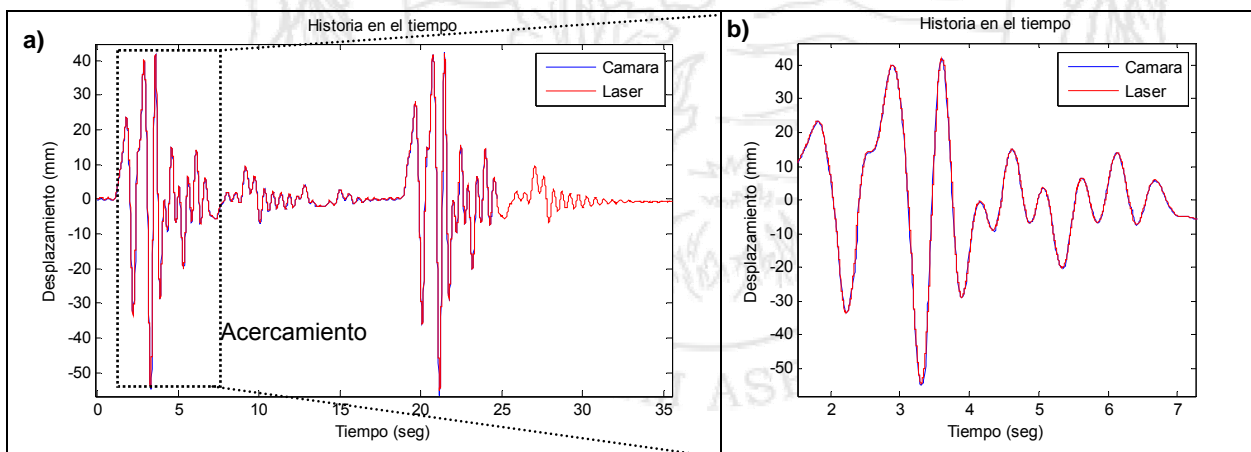 a)
Historia en el tiempo
Camara
Laser
Desplazamiento (mm)
40
30
20
10
0
-10
-20
-30
-40
-50
Acercamiento
0 5 10 15 20 25 30 35
Tiempo (seg)
b)
Historia en el tiempo
Camara
Laser
Desplazamiento (mm)
40
30
20
10
0
-10
-20
-30
-40
-50
2 3 4 5 6 7
Tiempo (seg)